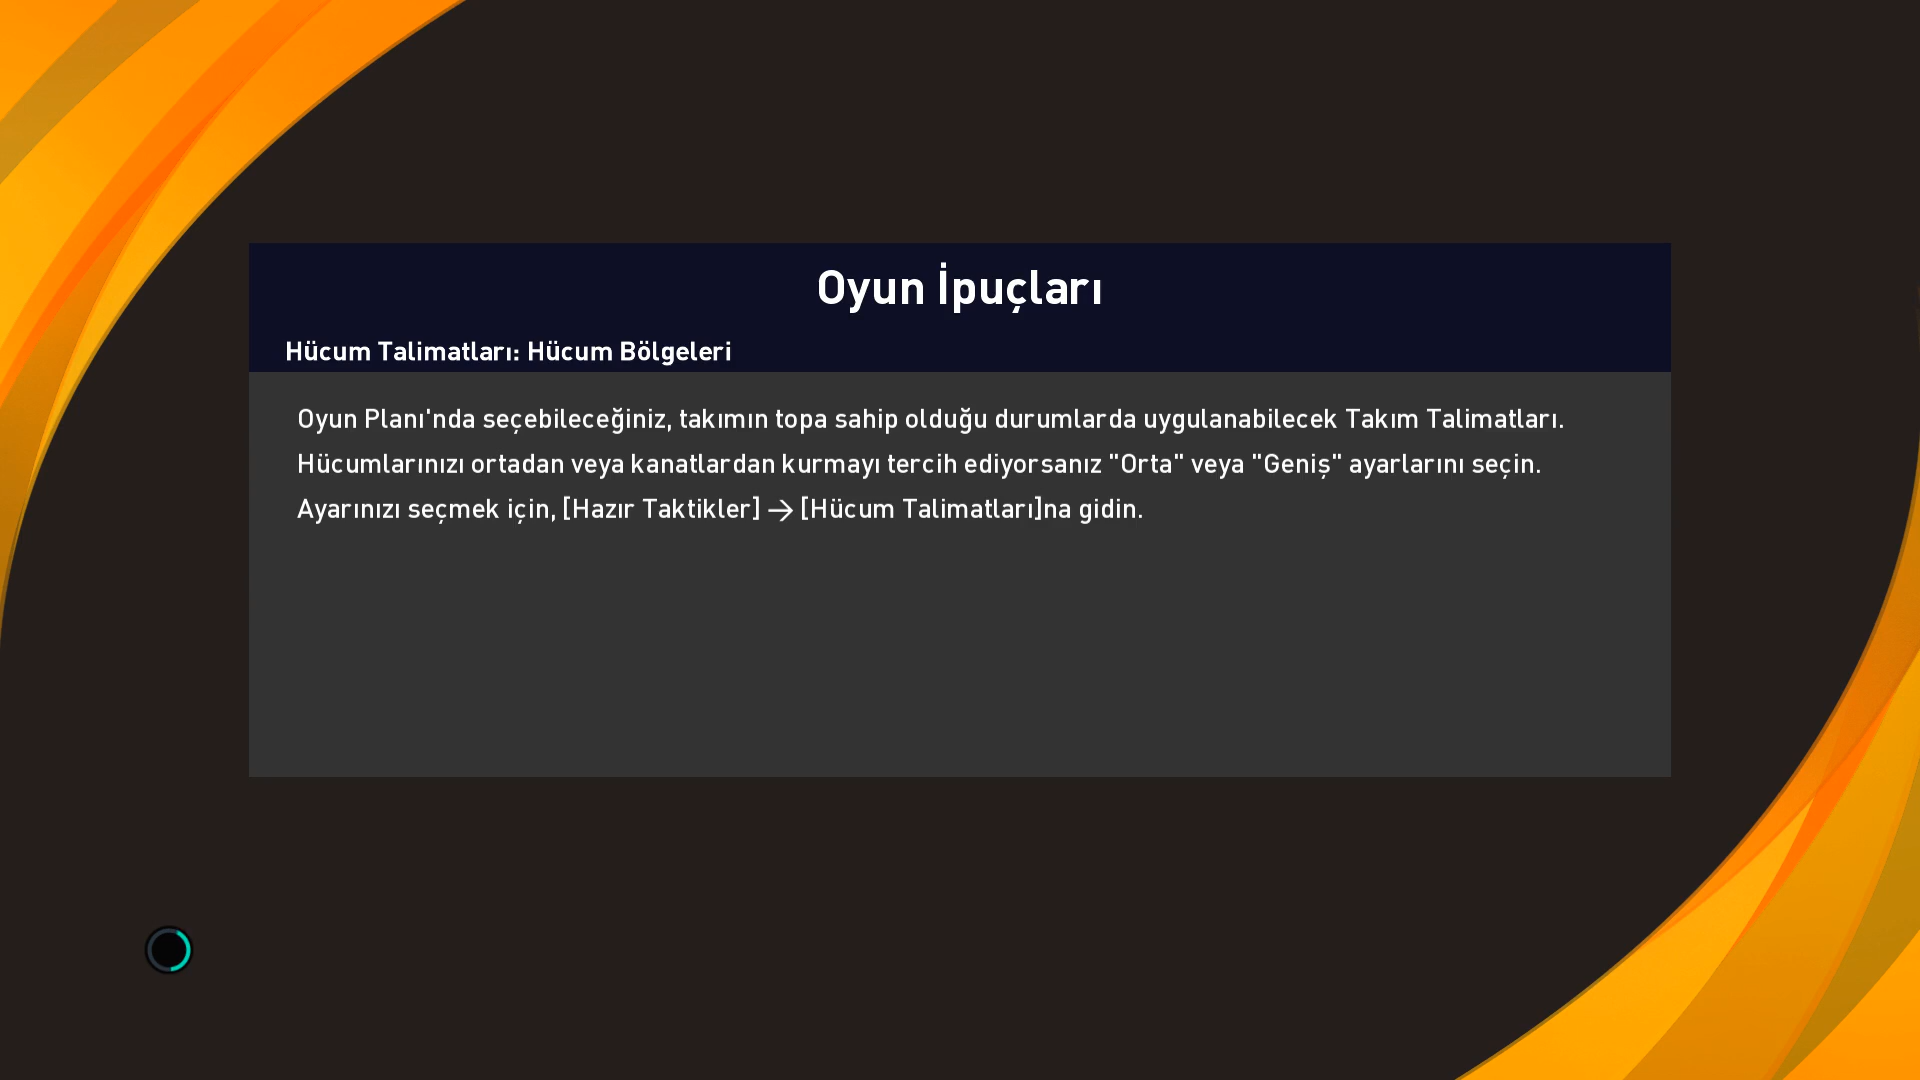 Oyun İpuçları
Hücum Talimatları: Hücum Bölgeleri
Oyun Planı'nda seçebileceğiniz, takımın topa sahip olduğu durumlarda uygulanabilecek Takım Talimatları.
Hücumlarınızı ortadan veya kanatlardan kurmayı tercih ediyorsanız "Orta" veya "Geniş" ayarlarını seçin.
Ayarınızı seçmek için, [Hazır Taktikler] → [Hücum Talimatları]na gidin.